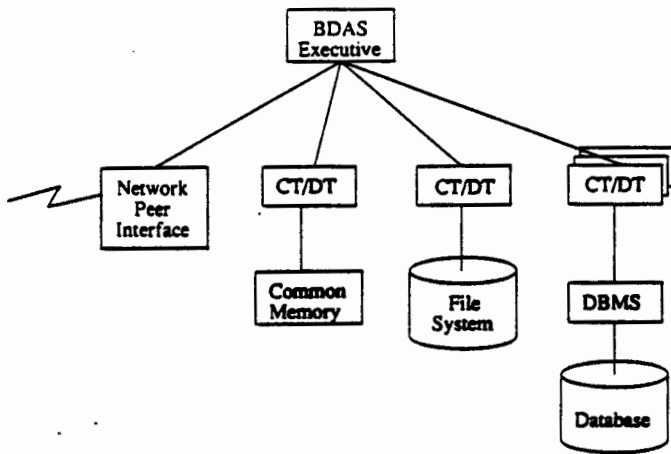 BDAS
Executive
Network
Peer
Interface
CT/DT
CT/DT
CT/DT
Common
Memory
File
System
DBMS
Database